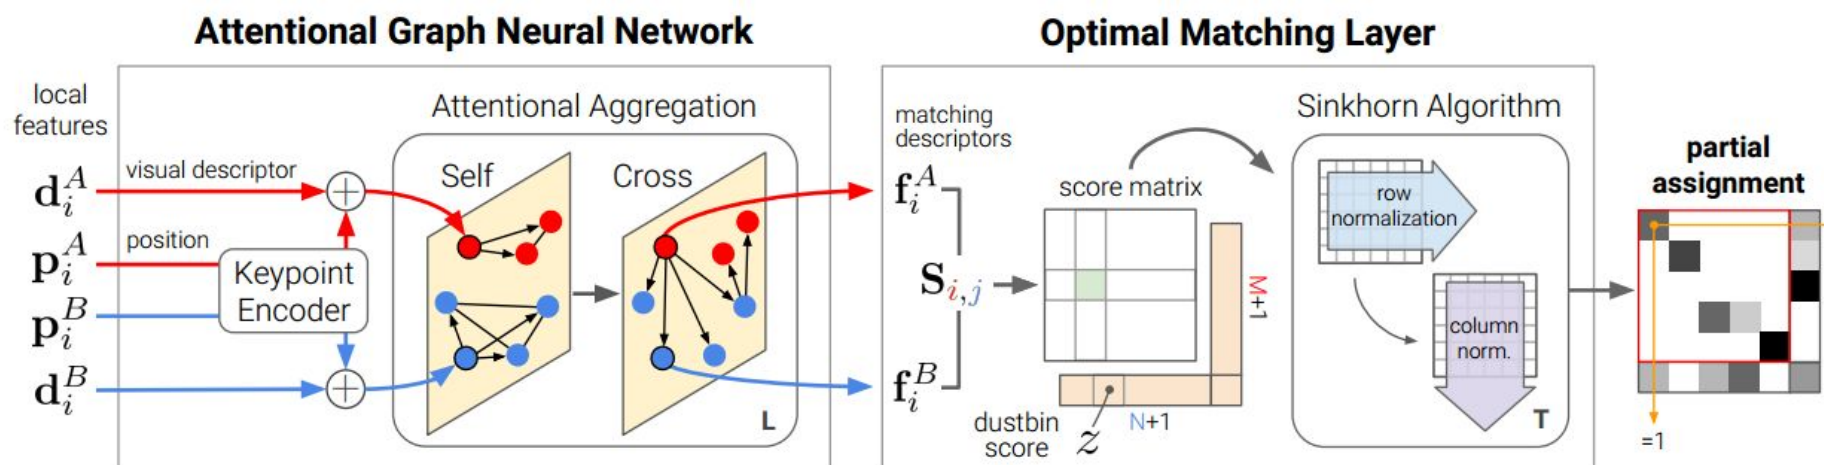 Attentional Graph Neural Network
Optimal Matching Layer
local
features
Attentional Aggregation
visual descriptor
d_i^A
position
p_i^A
Keypoint
Encoder
p_i^B
d_i^B
Self
Cross
L
matching
descriptors
f_i^A
S_{i,j}
f_i^B
score matrix
M+1
dustbin
score
z
N+1
Sinkhorn Algorithm
row
normalization
column
norm.
T
partial
assignment
=1